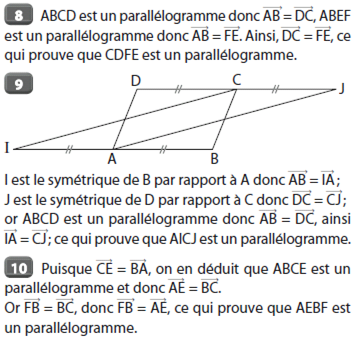 8 ABCD est un parallélogramme donc $\overrightarrow{AB} = \overrightarrow{DC}$, ABEF
est un parallélogramme donc $\overrightarrow{AB} = \overrightarrow{FE}$. Ainsi, $\overrightarrow{DC} = \overrightarrow{FE}$, ce
qui prouve que CDFE est un parallélogramme.
9
D C J
I A B
I est le symétrique de B par rapport à A donc $\overrightarrow{AB} = \overrightarrow{IA}$ ;
J est le symétrique de D par rapport à C donc $\overrightarrow{DC} = \overrightarrow{CJ}$ ;
or ABCD est un parallélogramme donc $\overrightarrow{AB} = \overrightarrow{DC}$, ainsi
$\overrightarrow{IA} = \overrightarrow{CJ}$ ; ce qui prouve que AICJ est un parallélogramme.
10 Puisque $\overrightarrow{CE} = \overrightarrow{BA}$, on en déduit que ABCE est un
parallélogramme et donc $\overrightarrow{AE} = \overrightarrow{BC}$.
Or $\overrightarrow{FB} = \overrightarrow{BC}$, donc $\overrightarrow{FB} = \overrightarrow{AE}$, ce qui prouve que AEBF est
un parallélogramme.